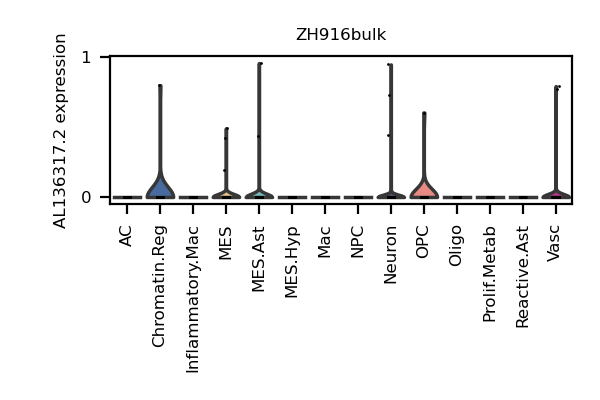 ZH916bulk
AL136317.2 expression
1
0
AC
Chromatin.Reg
Inflammatory.Mac
MES
MES.Ast
MES.Hyp
Mac
NPC
Neuron
OPC
Oligo
Prolif.Metab
Reactive.Ast
Vasc